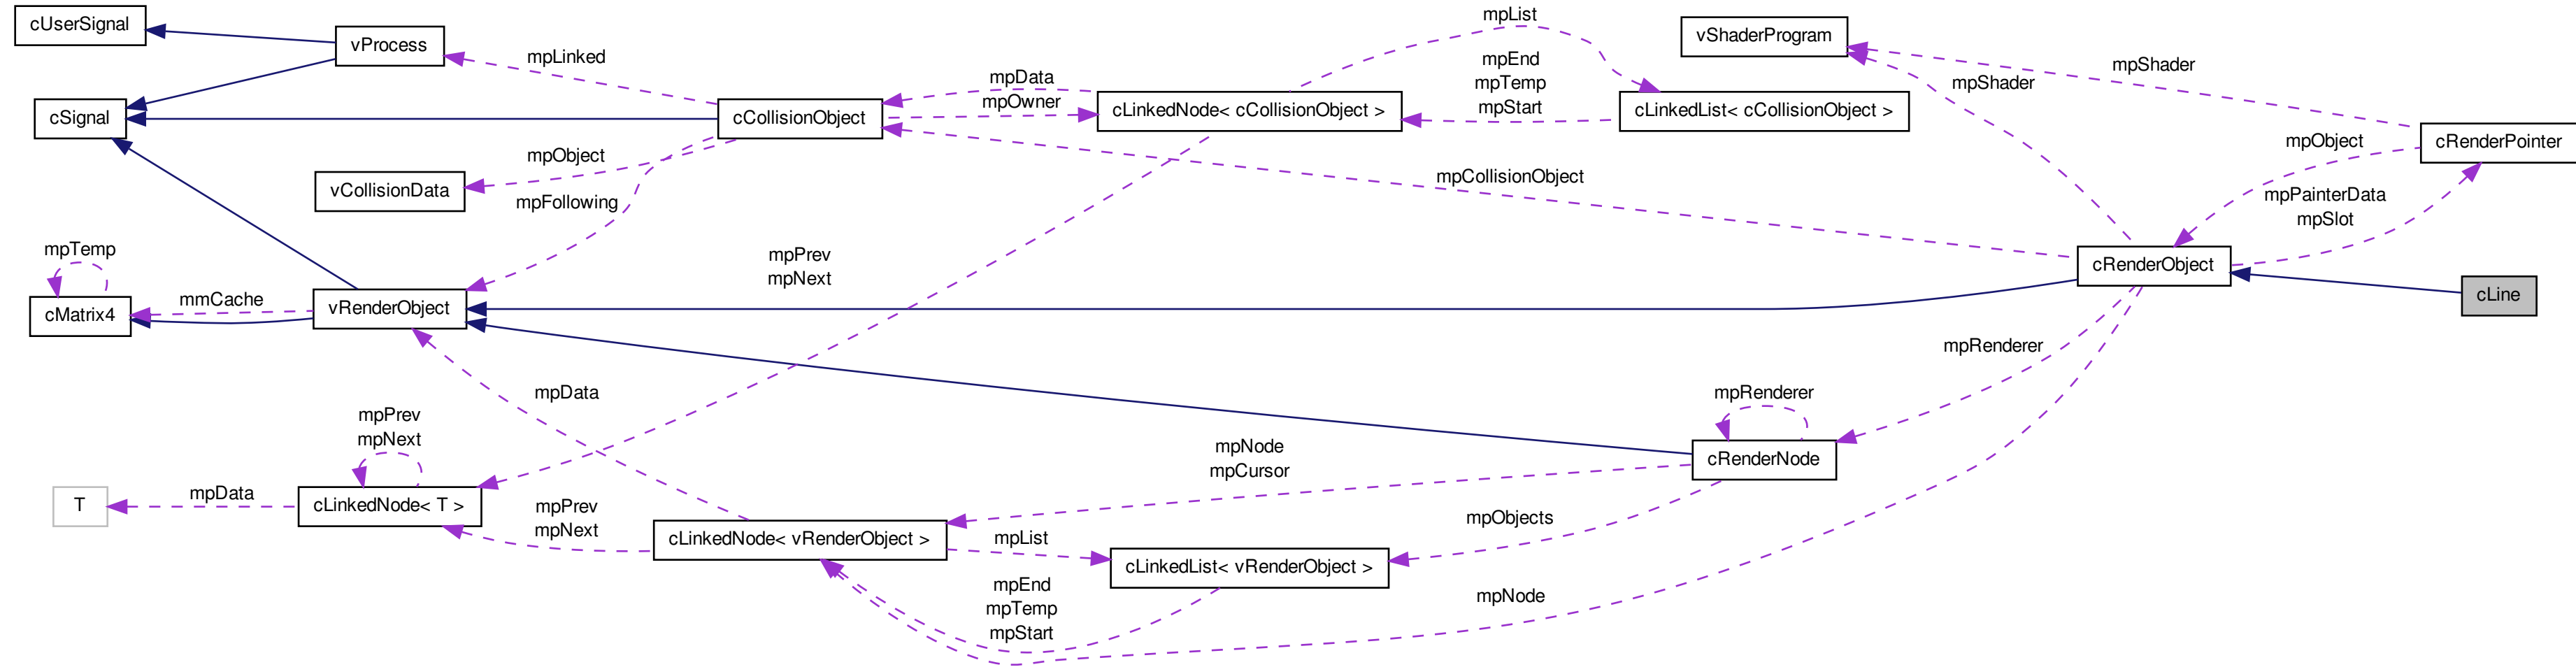 cUserSignal
vProcess
mpLinked
cSignal
cCollisionObject
mpData
mpOwner
cLinkedNode< cCollisionObject >
mpList
mpEnd
mpTemp
mpStart
cLinkedList< cCollisionObject >
vShaderProgram
mpShader
mpShader
cRenderPointer
mpObject
mpPainterData
mpSlot
mpObject
vCollisionData
mpFollowing
mpCollisionObject
mpPrev
mpNext
cRenderObject
cLine
mpTemp
cMatrix4
mmCache
vRenderObject
mpRenderer
mpData
mpRenderer
cRenderNode
mpPrev
mpNext
mpNode
mpCursor
T
mpData
cLinkedNode< T >
mpPrev
mpNext
cLinkedNode< vRenderObject >
mpList
mpObjects
cLinkedList< vRenderObject >
mpEnd
mpTemp
mpStart
mpNode